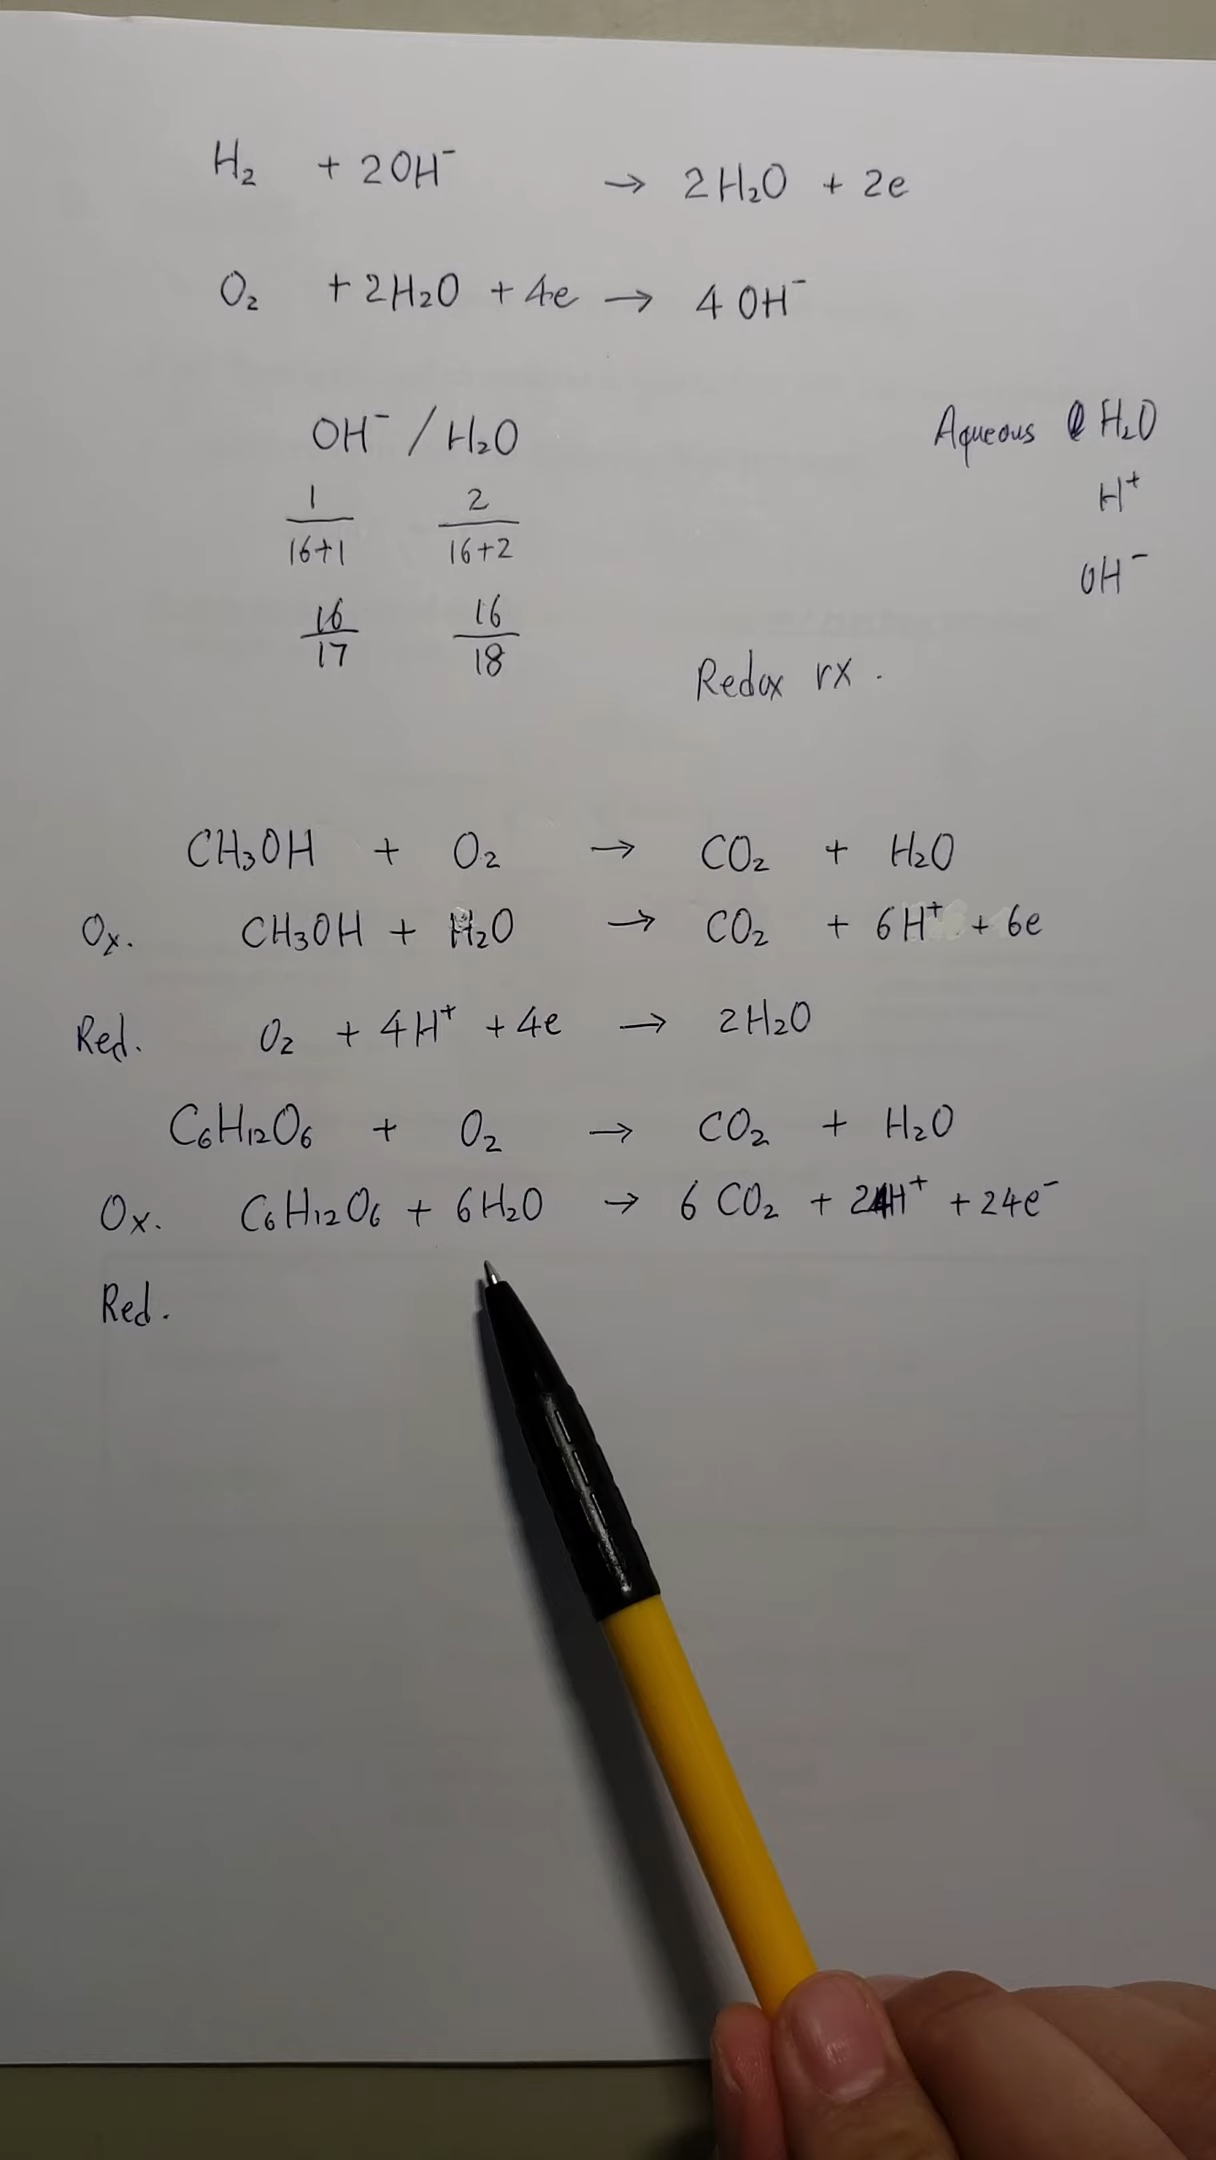 H₂ + 2OH⁻ → 2H₂O + 2e
O₂ + 2H₂O + 4e → 4OH⁻
OH⁻ / H₂O
1/(16+1) 2/(16+2)
16/17 16/18
Aqueous H₂O
H⁺
OH⁻
Redox rx.
CH₃OH + O₂ → CO₂ + H₂O
Ox. CH₃OH + H₂O → CO₂ + 6H⁺ + 6e
Red. O₂ + 4H⁺ + 4e → 2H₂O
C₆H₁₂O₆ + O₂ → CO₂ + H₂O
Ox. C₆H₁₂O₆ + 6H₂O → 6CO₂ + 24H⁺ + 24e⁻
Red.